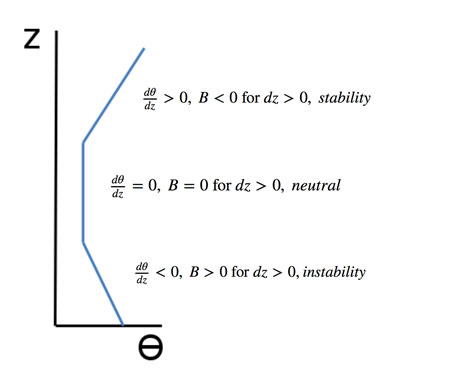 Z
dθ/dz > 0, B < 0 for dz > 0, stability
dθ/dz = 0, B = 0 for dz > 0, neutral
dθ/dz < 0, B > 0 for dz > 0, instability
Θ